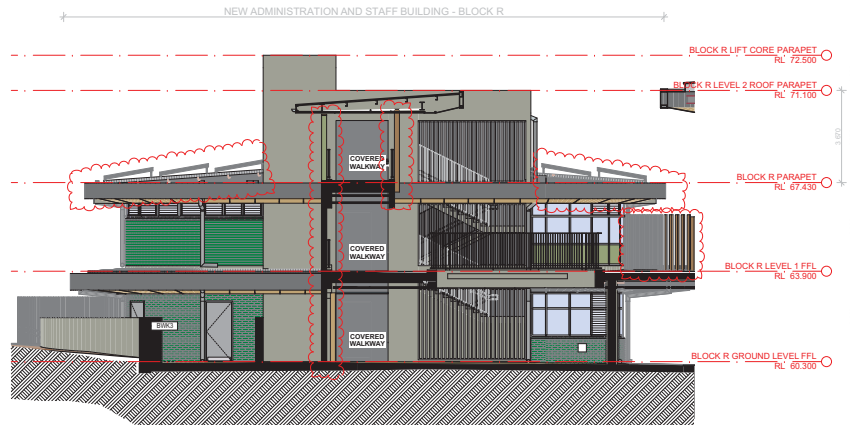 NEW ADMINISTRATION AND STAFF BUILDING - BLOCK R
BLOCK R LIFT CORE PARAPET
RL 72.500
BLOCK R LEVEL 2 ROOF PARAPET
RL 71.100
3 670
COVERED
WALKWAY
BLOCK R PARAPET
RL 67.430
COVERED
WALKWAY
BLOCK R LEVEL 1 FFL
RL 63.900
BWK3
COVERED
WALKWAY
BLOCK R GROUND LEVEL FFL
RL 60.300